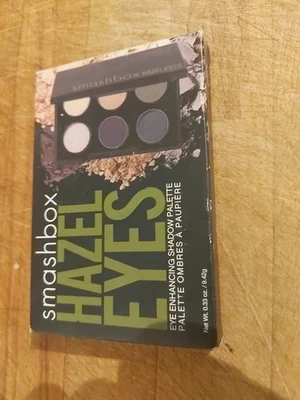 smashbox
smashbox
HAZEL
EYES
EYE ENHANCING SHADOW PALETTE
PALETTE OMBRES À PAUPIÈRE
Net Wt. 0.33 oz. / 9.42g